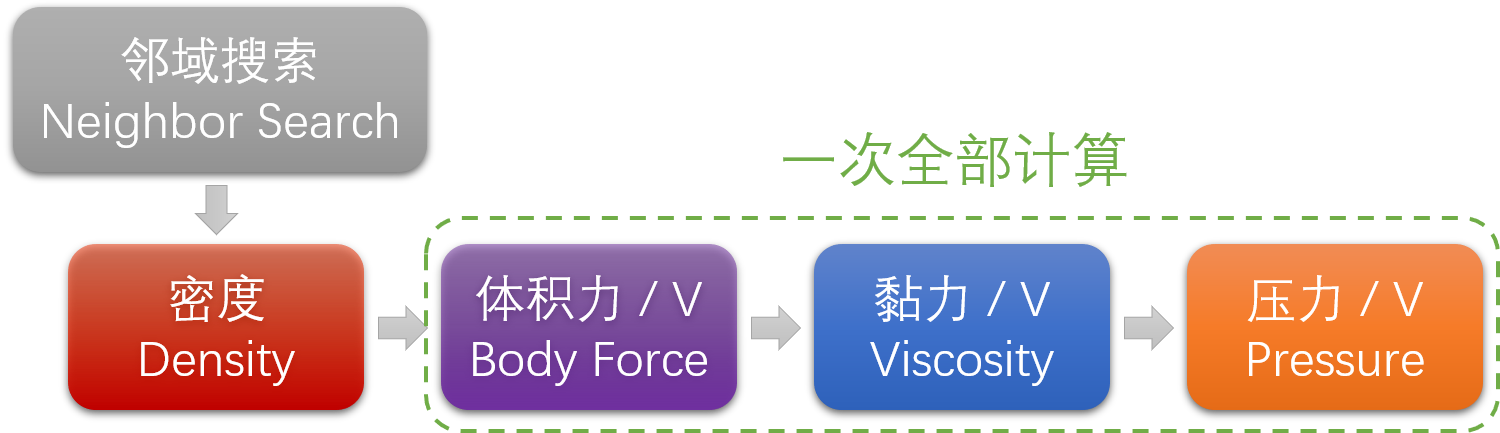 邻域搜索
Neighbor Search
一次全部计算
密度
Density
体积力 / V
Body Force
黏力 / V
Viscosity
压力 / V
Pressure